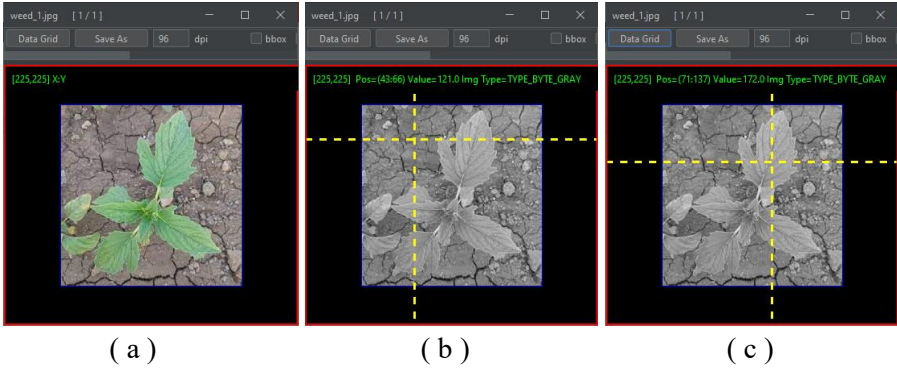 weed_1.jpg [ 1 / 1 ]
Data Grid Save As 96 dpi bbox
[225,225] X:Y
( a )
weed_1.jpg [ 1 / 1 ]
Data Grid Save As 96 dpi bbox
[225,225] Pos=(43:66) Value=121.0 Img Type=TYPE_BYTE_GRAY
( b )
weed_1.jpg [ 1 / 1 ]
Data Grid Save As 96 dpi bbox
[225,225] Pos=(71:137) Value=172.0 Img Type=TYPE_BYTE_GRAY
( c )